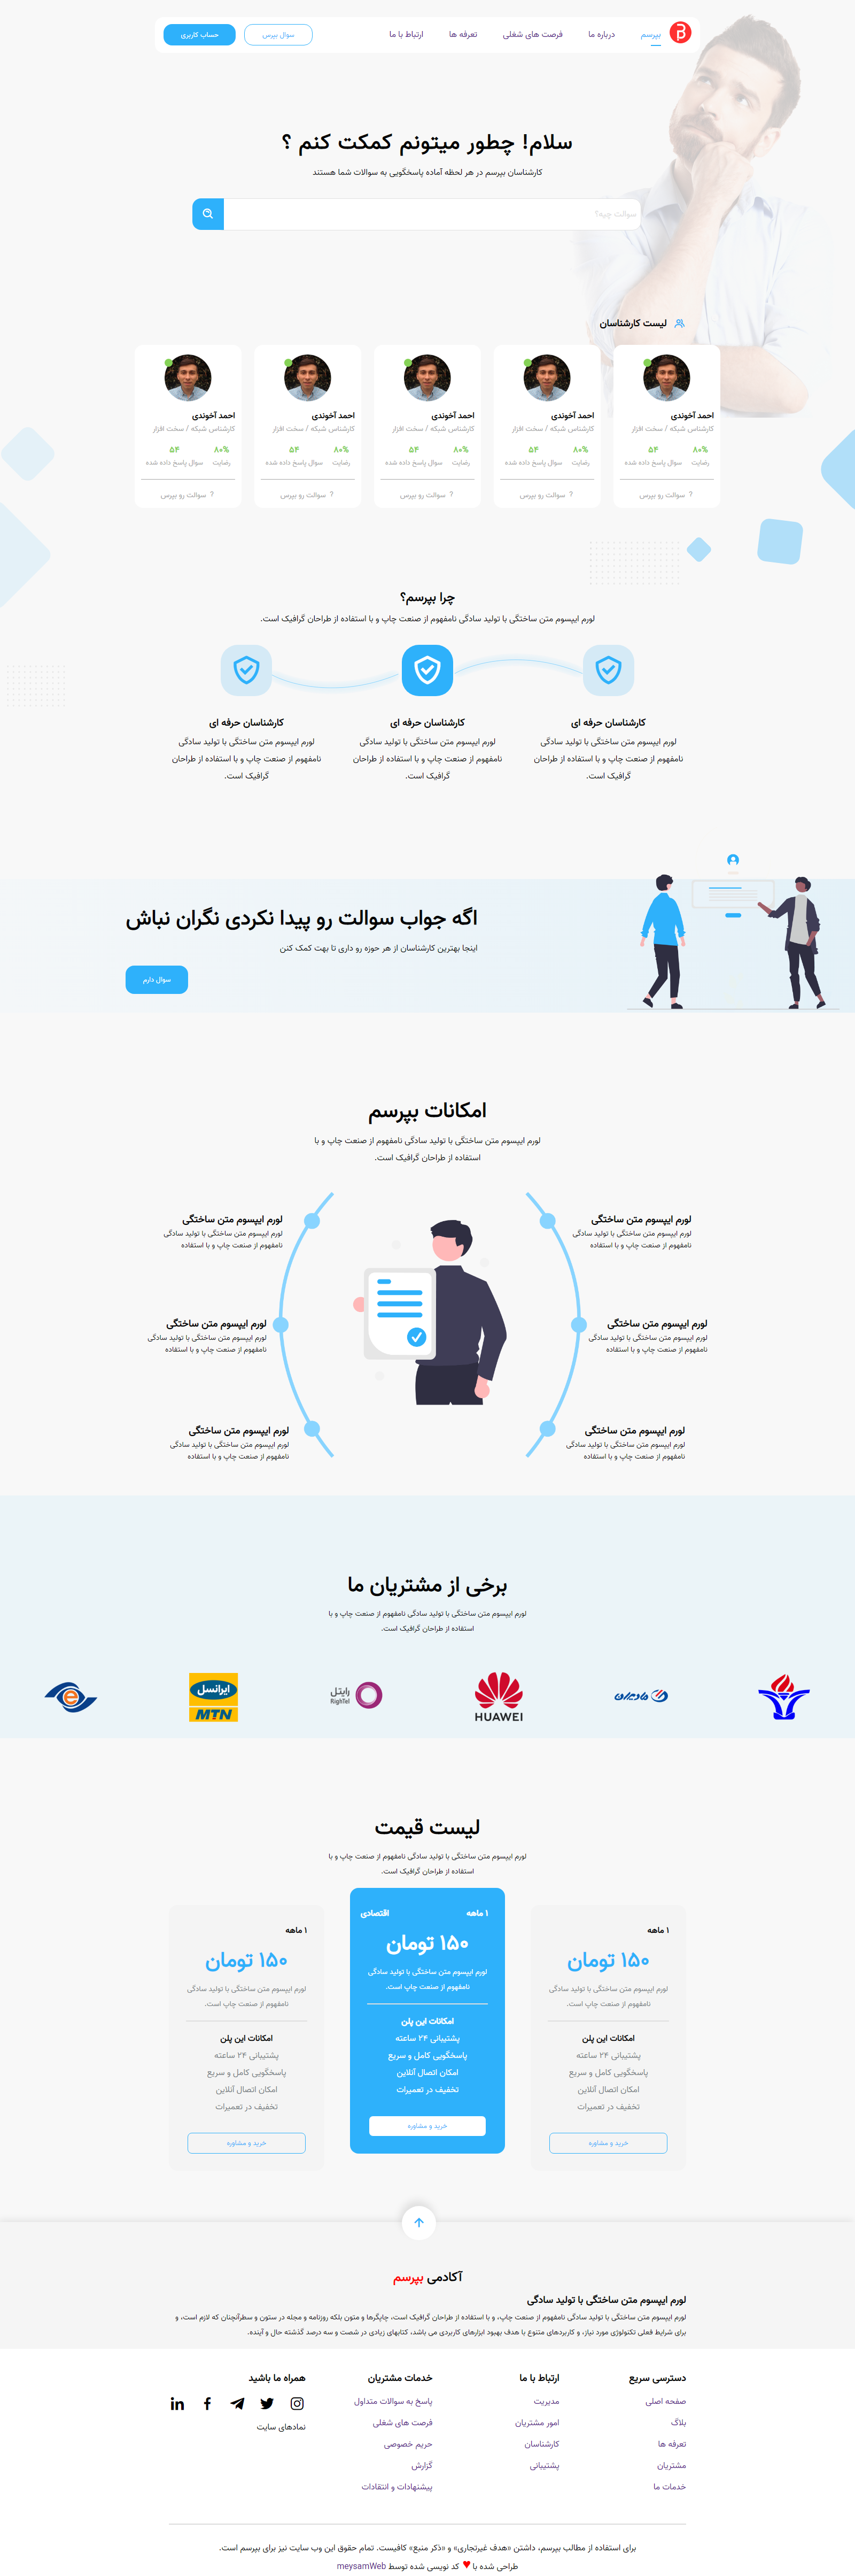 بپرسم
درباره ما
فرصت های شغلی
تعرفه ها
ارتباط با ما
سوال بپرس
حساب کاربری
سلام! چطور میتونم کمکت کنم ؟
کارشناسان بپرسم در هر لحظه آماده پاسخگویی به سوالات شما هستند
سوالت چیه؟
لیست کارشناسان
احمد آخوندی
کارشناس شبکه / سخت افزار
۸۰% ۵۴
رضایت سوال پاسخ داده شده
؟ سوالت رو بپرس
احمد آخوندی
کارشناس شبکه / سخت افزار
۸۰% ۵۴
رضایت سوال پاسخ داده شده
؟ سوالت رو بپرس
احمد آخوندی
کارشناس شبکه / سخت افزار
۸۰% ۵۴
رضایت سوال پاسخ داده شده
؟ سوالت رو بپرس
احمد آخوندی
کارشناس شبکه / سخت افزار
۸۰% ۵۴
رضایت سوال پاسخ داده شده
؟ سوالت رو بپرس
احمد آخوندی
کارشناس شبکه / سخت افزار
۸۰% ۵۴
رضایت سوال پاسخ داده شده
؟ سوالت رو بپرس
چرا بپرسم؟
لورم ایپسوم متن ساختگی با تولید سادگی نامفهوم از صنعت چاپ و با استفاده از طراحان گرافیک است.
کارشناسان حرفه ای
لورم ایپسوم متن ساختگی با تولید سادگی
نامفهوم از صنعت چاپ و با استفاده از طراحان
گرافیک است.
کارشناسان حرفه ای
لورم ایپسوم متن ساختگی با تولید سادگی
نامفهوم از صنعت چاپ و با استفاده از طراحان
گرافیک است.
کارشناسان حرفه ای
لورم ایپسوم متن ساختگی با تولید سادگی
نامفهوم از صنعت چاپ و با استفاده از طراحان
گرافیک است.
اگه جواب سوالت رو پیدا نکردی نگران نباش
اینجا بهترین کارشناسان از هر حوزه رو داری تا بهت کمک کنن
سوال دارم
امکانات بپرسم
لورم ایپسوم متن ساختگی با تولید سادگی نامفهوم از صنعت چاپ و با
استفاده از طراحان گرافیک است.
لورم ایپسوم متن ساختگی
لورم ایپسوم متن ساختگی با تولید سادگی
نامفهوم از صنعت چاپ و با استفاده
لورم ایپسوم متن ساختگی
لورم ایپسوم متن ساختگی با تولید سادگی
نامفهوم از صنعت چاپ و با استفاده
لورم ایپسوم متن ساختگی
لورم ایپسوم متن ساختگی با تولید سادگی
نامفهوم از صنعت چاپ و با استفاده
لورم ایپسوم متن ساختگی
لورم ایپسوم متن ساختگی با تولید سادگی
نامفهوم از صنعت چاپ و با استفاده
لورم ایپسوم متن ساختگی
لورم ایپسوم متن ساختگی با تولید سادگی
نامفهوم از صنعت چاپ و با استفاده
لورم ایپسوم متن ساختگی
لورم ایپسوم متن ساختگی با تولید سادگی
نامفهوم از صنعت چاپ و با استفاده
برخی از مشتریان ما
لورم ایپسوم متن ساختگی با تولید سادگی نامفهوم از صنعت چاپ و با
استفاده از طراحان گرافیک است.
مادیران
HUAWEI
رایتل
RighTel
ایرانسل
MTN
لیست قیمت
لورم ایپسوم متن ساختگی با تولید سادگی نامفهوم از صنعت چاپ و با
استفاده از طراحان گرافیک است.
۱ ماهه
۱۵۰ تومان
لورم ایپسوم متن ساختگی با تولید سادگی
نامفهوم از صنعت چاپ است.
امکانات این پلن
پشتیبانی ۲۴ ساعته
پاسخگویی کامل و سریع
امکان اتصال آنلاین
تخفیف در تعمیرات
خرید و مشاوره
۱ ماهه
اقتصادی
۱۵۰ تومان
لورم ایپسوم متن ساختگی با تولید سادگی
نامفهوم از صنعت چاپ است.
امکانات این پلن
پشتیبانی ۲۴ ساعته
پاسخگویی کامل و سریع
امکان اتصال آنلاین
تخفیف در تعمیرات
خرید و مشاوره
۱ ماهه
۱۵۰ تومان
لورم ایپسوم متن ساختگی با تولید سادگی
نامفهوم از صنعت چاپ است.
امکانات این پلن
پشتیبانی ۲۴ ساعته
پاسخگویی کامل و سریع
امکان اتصال آنلاین
تخفیف در تعمیرات
خرید و مشاوره
آکادمی بپرسم
لورم ایپسوم متن ساختگی با تولید سادگی
لورم ایپسوم متن ساختگی با تولید سادگی نامفهوم از صنعت چاپ، و با استفاده از طراحان گرافیک است، چاپگرها و متون بلکه روزنامه و مجله در ستون و سطرآنچنان که لازم است، و
برای شرایط فعلی تکنولوژی مورد نیاز، و کاربردهای متنوع با هدف بهبود ابزارهای کاربردی می باشد، کتابهای زیادی در شصت و سه درصد گذشته حال و آینده.
دسترسی سریع
صفحه اصلی
بلاگ
تعرفه ها
مشتریان
خدمات ما
ارتباط با ما
مدیریت
امور مشتریان
کارشناسان
پشتیبانی
خدمات مشتریان
پاسخ به سوالات متداول
فرصت های شغلی
حریم خصوصی
گزارش
پیشنهادات و انتقادات
همراه ما باشید
نمادهای سایت
برای استفاده از مطالب بپرسم، داشتن «هدف غیرتجاری» و «ذکر منبع» کافیست. تمام حقوق اين وب سايت نیز برای بپرسم است.
طراحی شده با ♥ کد نویسی شده توسط meysamWeb